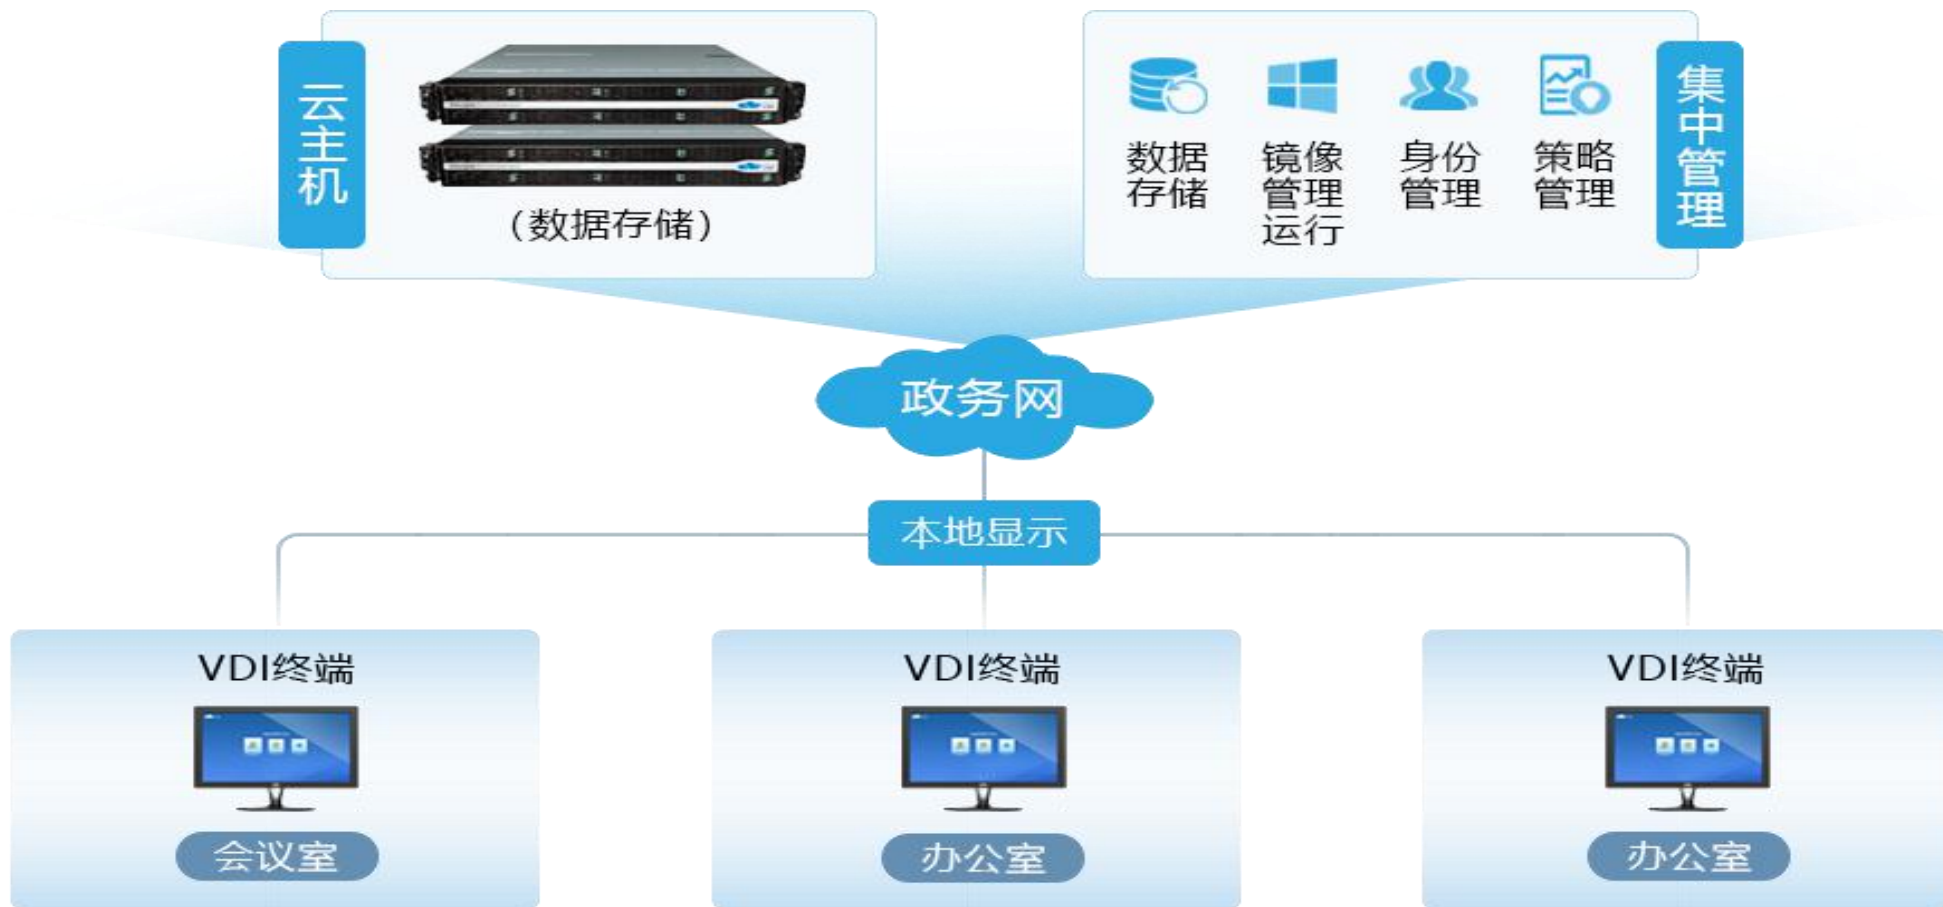 云主机
（数据存储）
数据
存储
镜像
管理
运行
身份
管理
策略
管理
集中管理
政务网
本地显示
VDI终端
会议室
VDI终端
办公室
VDI终端
办公室